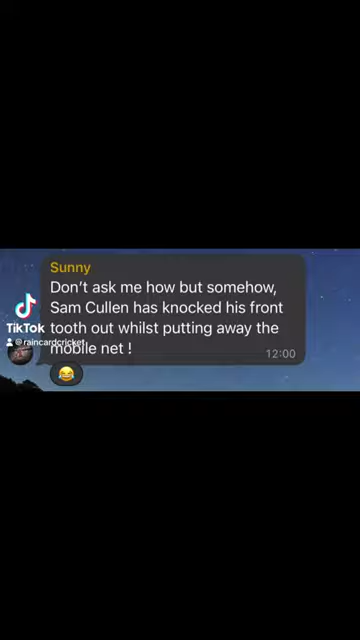 Sunny
Don't ask me how but somehow,
Sam Cullen has knocked his front
tooth out whilst putting away the
mobile net !
12:00
TikTok
@raincardcricket